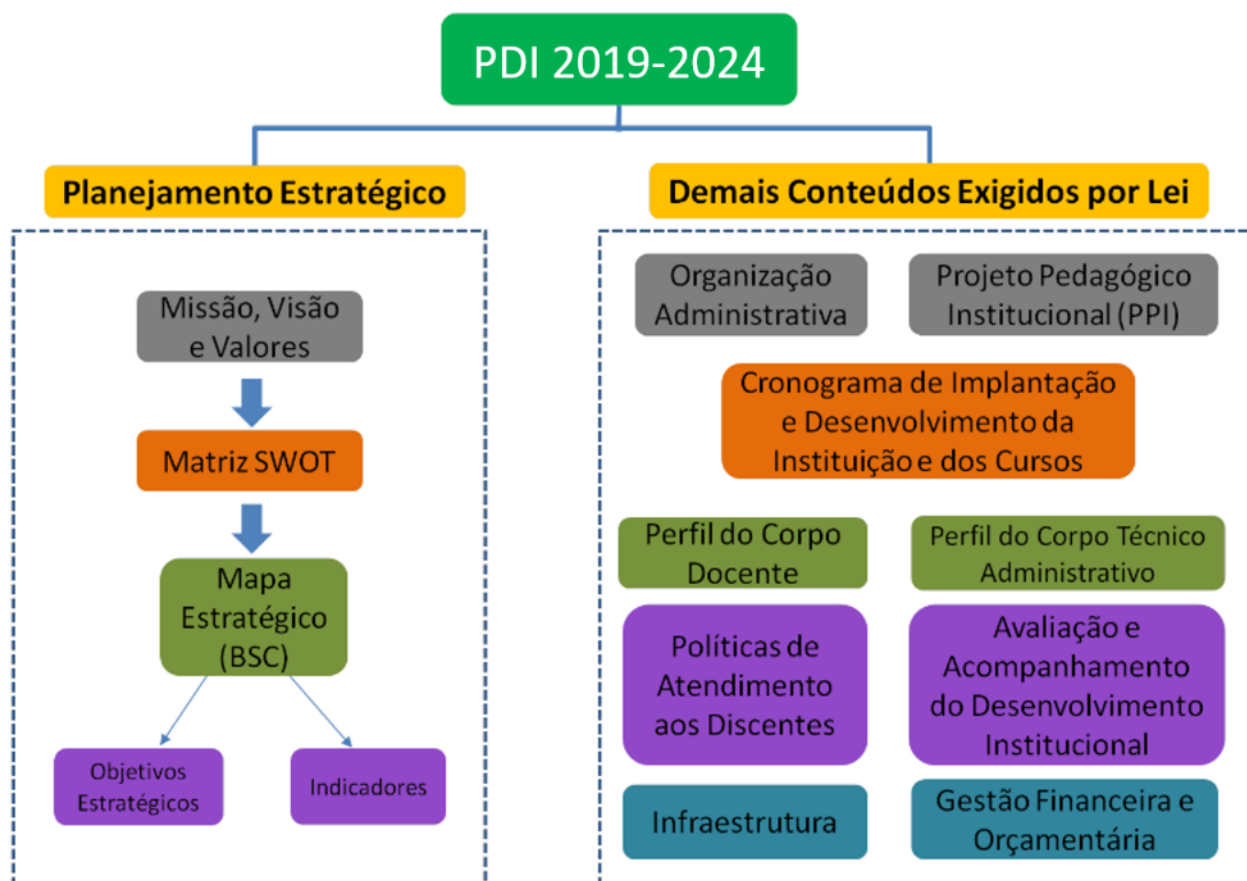 PDI 2019-2024
Planejamento Estratégico
Missão, Visão
e Valores
Matriz SWOT
Mapa
Estratégico
(BSC)
Objetivos
Estratégicos
Indicadores
Demais Conteúdos Exigidos por Lei
Organização
Administrativa
Projeto Pedagógico
Institucional (PPI)
Cronograma de Implantação
e Desenvolvimento da
Instituição e dos Cursos
Perfil do Corpo
Docente
Perfil do Corpo Técnico
Administrativo
Políticas de
Atendimento
aos Discentes
Avaliação e
Acompanhamento
do Desenvolvimento
Institucional
Infraestrutura
Gestão Financeira e
Orçamentária